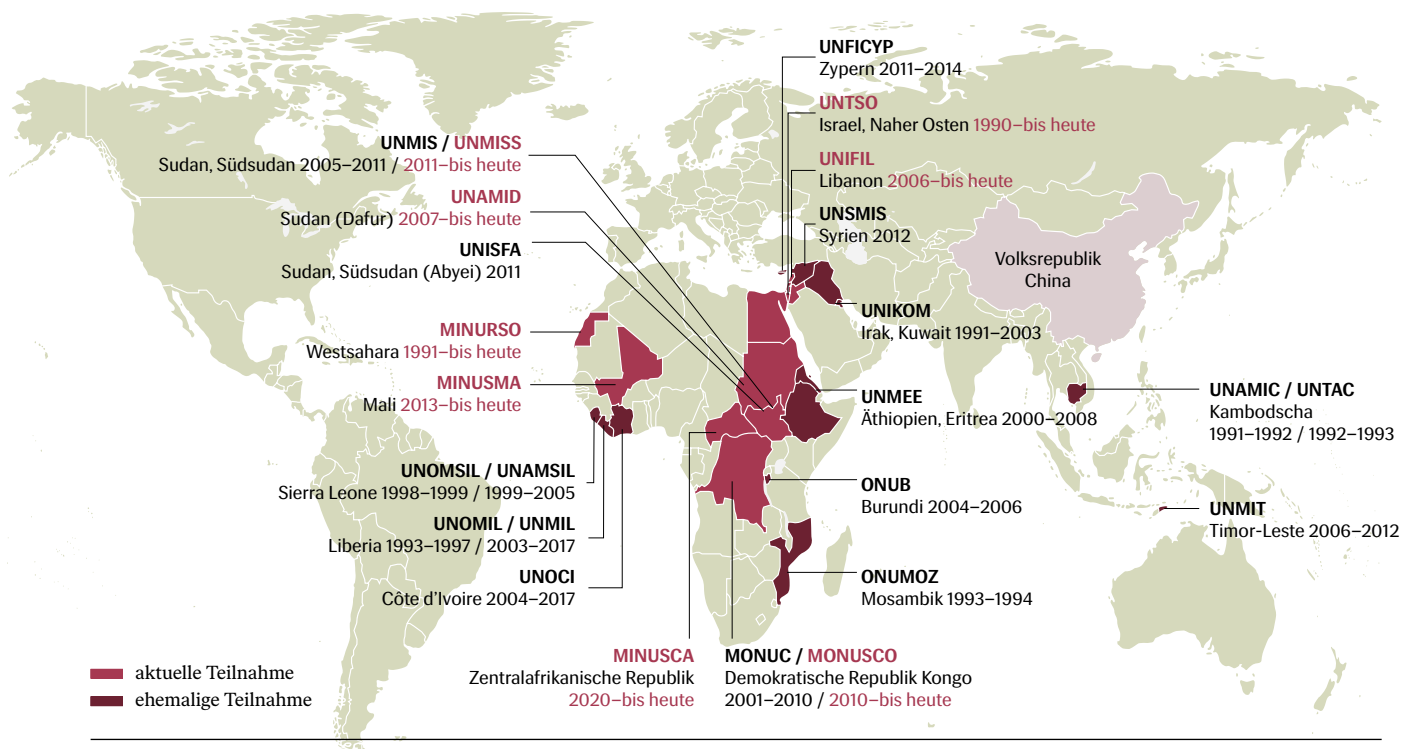 UNFICYP
Zypern 2011–2014
UNTSO
Israel, Naher Osten 1990–bis heute
UNIFIL
Libanon 2006–bis heute
UNSMIS
Syrien 2012
Volksrepublik
China
UNIKOM
Irak, Kuwait 1991–2003
UNMEE
Äthiopien, Eritrea 2000–2008
UNAMIC / UNTAC
Kambodscha
1991–1992 / 1992–1993
ONUB
Burundi 2004–2006
UNMIT
Timor-Leste 2006–2012
ONUMOZ
Mosambik 1993–1994
UNMIS / UNMISS
Sudan, Südsudan 2005–2011 / 2011–bis heute
UNAMID
Sudan (Dafur) 2007–bis heute
UNISFA
Sudan, Südsudan (Abyei) 2011
MINURSO
Westsahara 1991–bis heute
MINUSMA
Mali 2013–bis heute
UNOMSIL / UNAMSIL
Sierra Leone 1998–1999 / 1999–2005
UNOMIL / UNMIL
Liberia 1993–1997 / 2003–2017
UNOCI
Côte d'Ivoire 2004–2017
MINUSCA
Zentralafrikanische Republik
2020–bis heute
MONUC / MONUSCO
Demokratische Republik Kongo
2001–2010 / 2010–bis heute
aktuelle Teilnahme
ehemalige Teilnahme